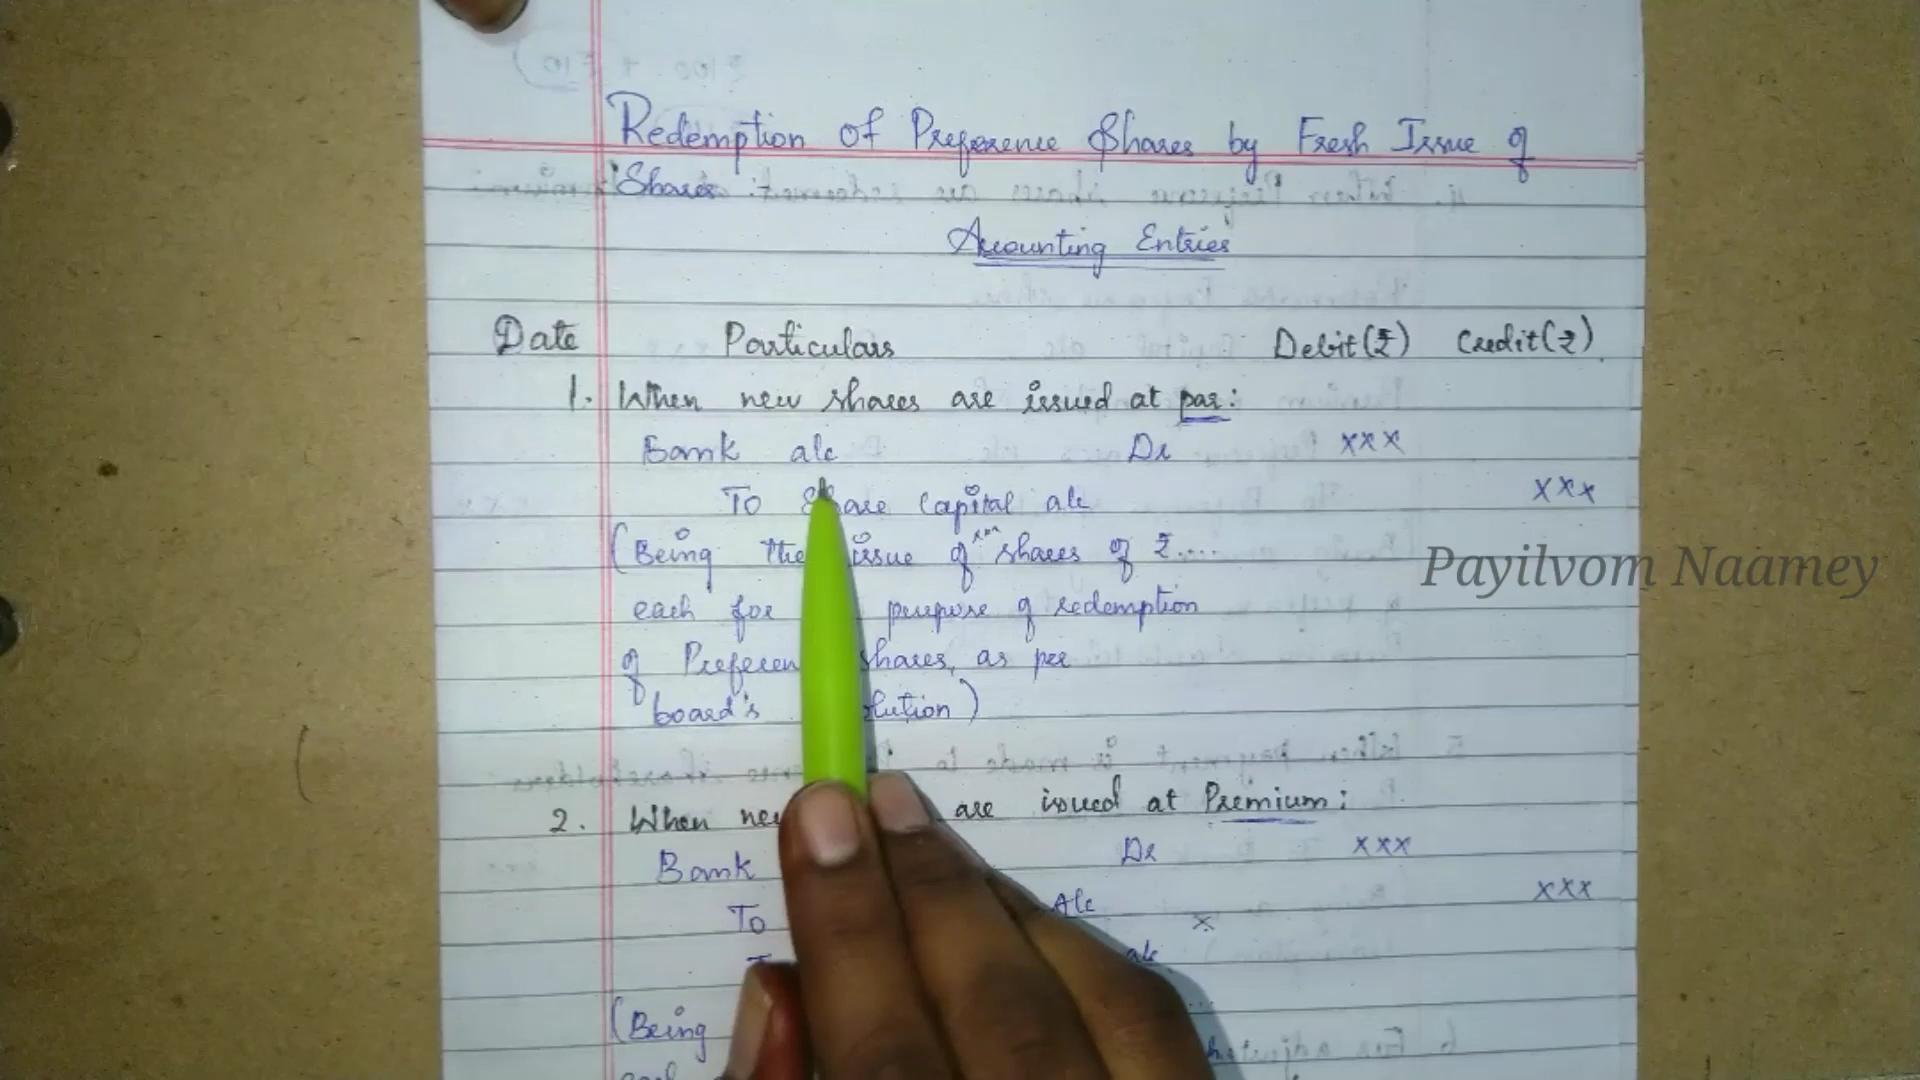 Redemption of Preference Shares by Fresh Issue of
Shares
Accounting Entries
Date Particulars Debit(₹) Credit(₹)
1. When new shares are issued at par:
Bank a/c Dr xxx
To Share Capital a/c xxx
(Being the issue of xxx shares of ₹....
each for purpose of redemption
of Preferen shares, as per
board's lution)
Payilvom Naamey
2. When new are issued at Premium:
Bank Dr xxx
To A/c xxx
a/c
(Being